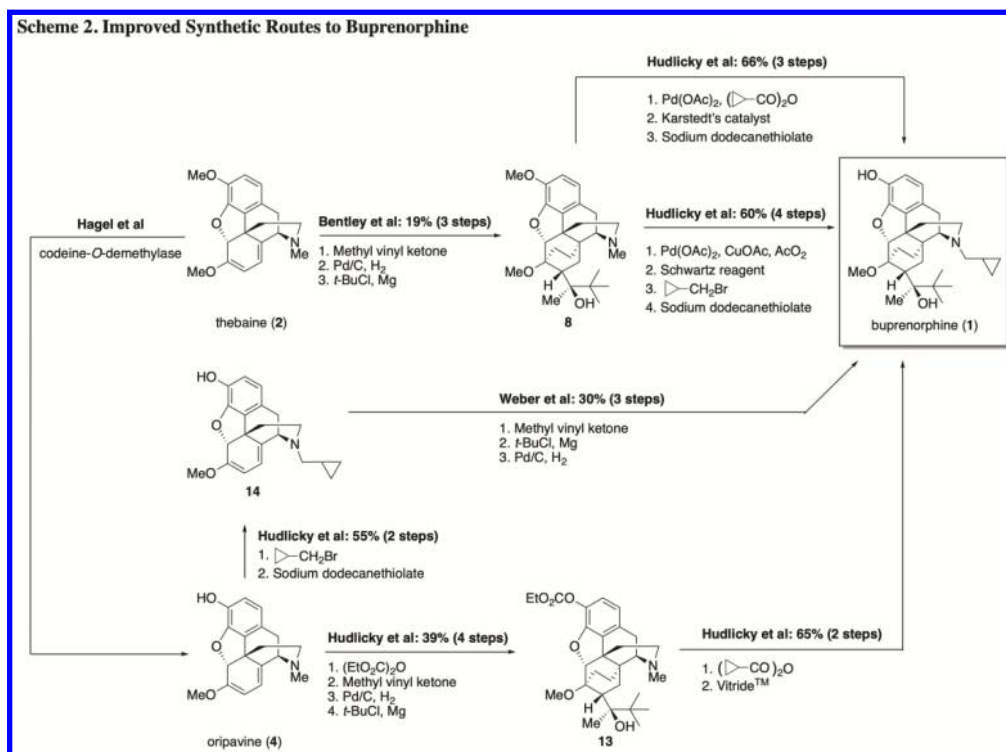 Scheme 2. Improved Synthetic Routes to Buprenorphine
Hudlicky et al: 66% (3 steps)
1. Pd(OAc)2, ( CO)2O
2. Karstedt's catalyst
3. Sodium dodecanethiolate
Hagel et al
codeine-O-demethylase
MeO
O
MeO
NMe
thebaine (2)
Bentley et al: 19% (3 steps)
1. Methyl vinyl ketone
2. Pd/C, H2
3. t-BuCl, Mg
MeO
O
MeO
NMe
H
Me
OH
8
Hudlicky et al: 60% (4 steps)
1. Pd(OAc)2, CuOAc, AcO2
2. Schwartz reagent
3. CH2Br
4. Sodium dodecanethiolate
HO
O
MeO
N
H
Me
OH
buprenorphine (1)
HO
O
MeO
N
14
Weber et al: 30% (3 steps)
1. Methyl vinyl ketone
2. t-BuCl, Mg
3. Pd/C, H2
Hudlicky et al: 55% (2 steps)
1. CH2Br
2. Sodium dodecanethiolate
HO
O
MeO
NMe
oripavine (4)
Hudlicky et al: 39% (4 steps)
1. (EtO2C)2O
2. Methyl vinyl ketone
3. Pd/C, H2
4. t-BuCl, Mg
EtO2CO
O
MeO
NMe
H
Me
OH
13
Hudlicky et al: 65% (2 steps)
1. ( CO)2O
2. Vitride™